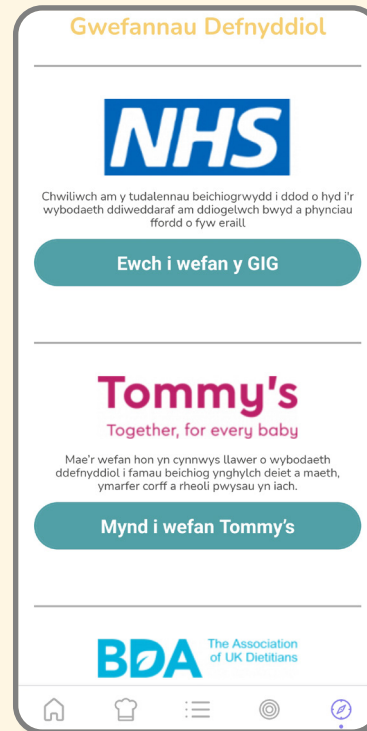 Gwefannau Defnyddiol
NHS
Chwiliwch am y tudalennau beichiogrwydd i ddod o hyd i'r
wybodaeth ddiweddaraf am ddiogelwch bwyd a phynciau
ffordd o fyw eraill
Ewch i wefan y GIG
Tommy's
Together, for every baby
Mae'r wefan hon yn cynnwys llawer o wybodaeth
ddefnyddiol i famau beichiog ynghylch deiet a maeth,
ymarfer corff a rheoli pwysau yn iach.
Mynd i wefan Tommy's
BDA The Association
of UK Dietitians